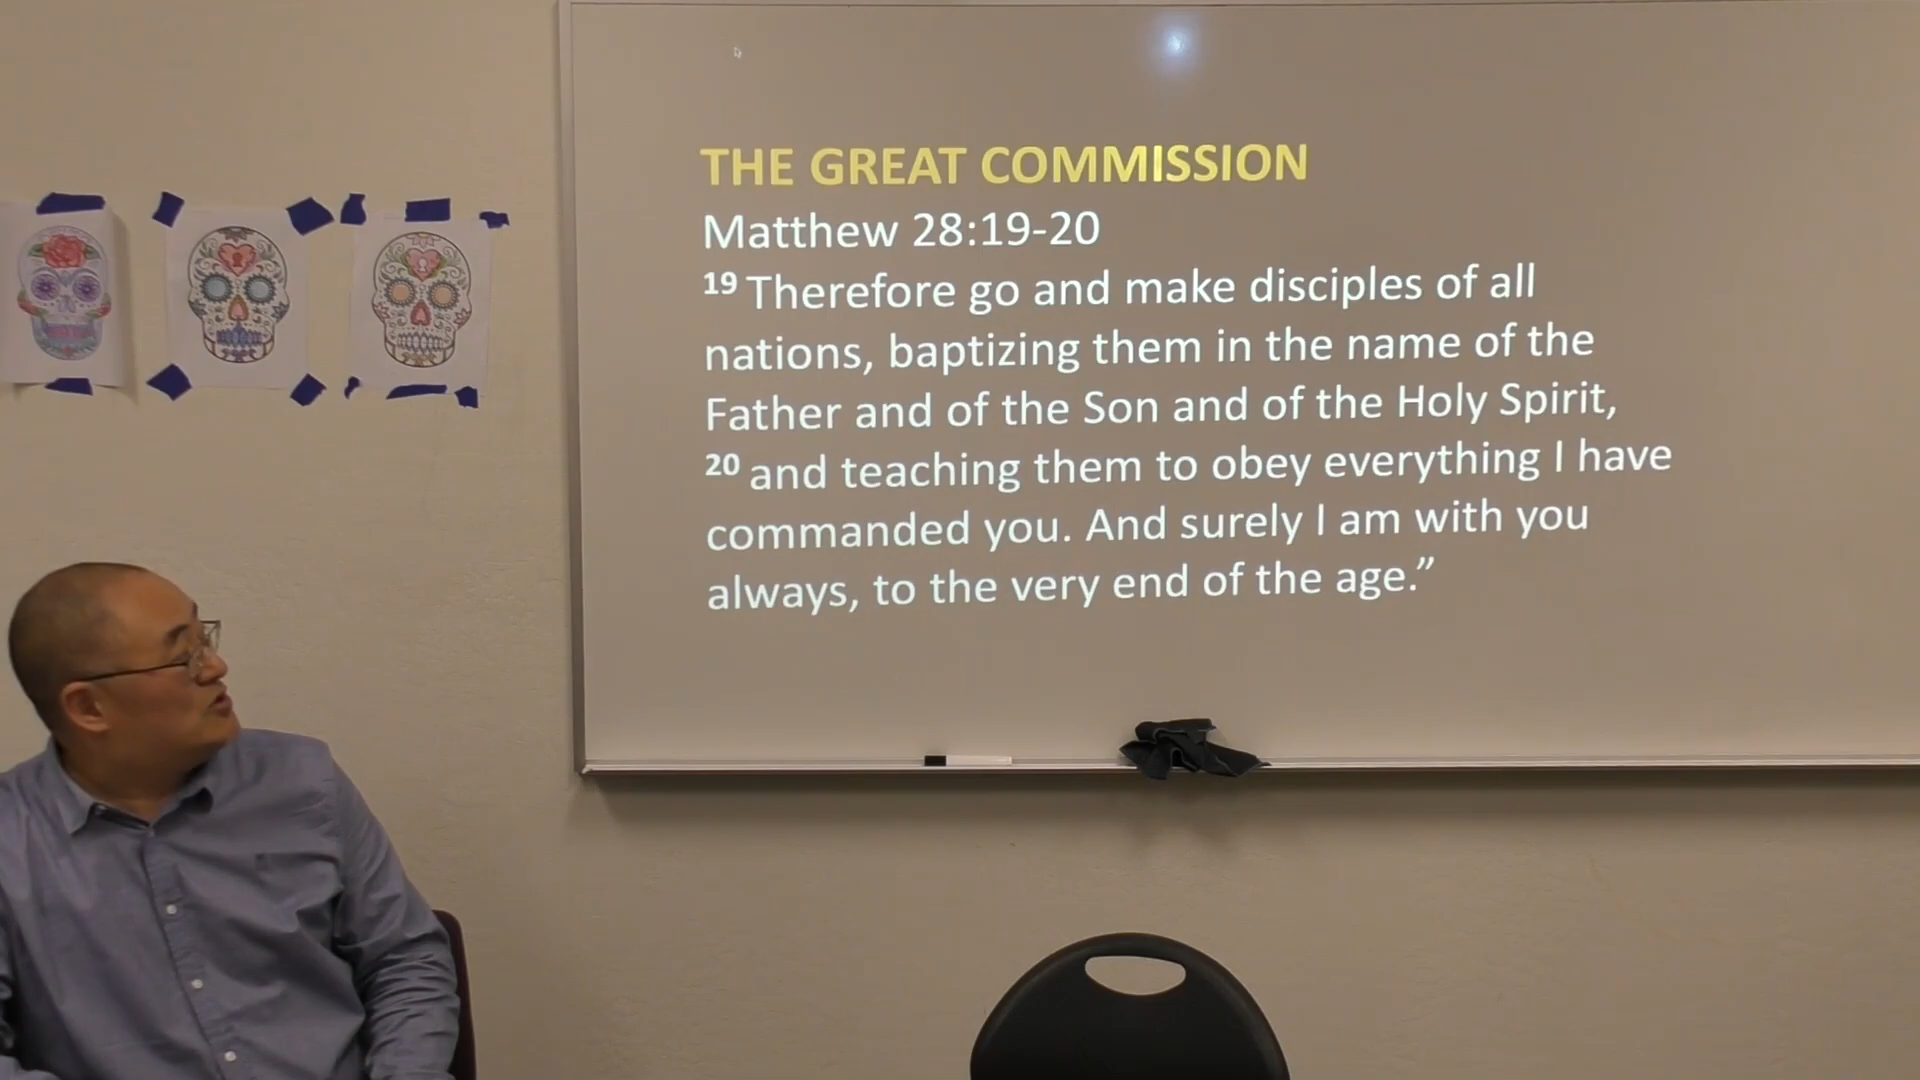 THE GREAT COMMISSION
Matthew 28:19-20
19 Therefore go and make disciples of all
nations, baptizing them in the name of the
Father and of the Son and of the Holy Spirit,
20 and teaching them to obey everything I have
commanded you. And surely I am with you
always, to the very end of the age.”